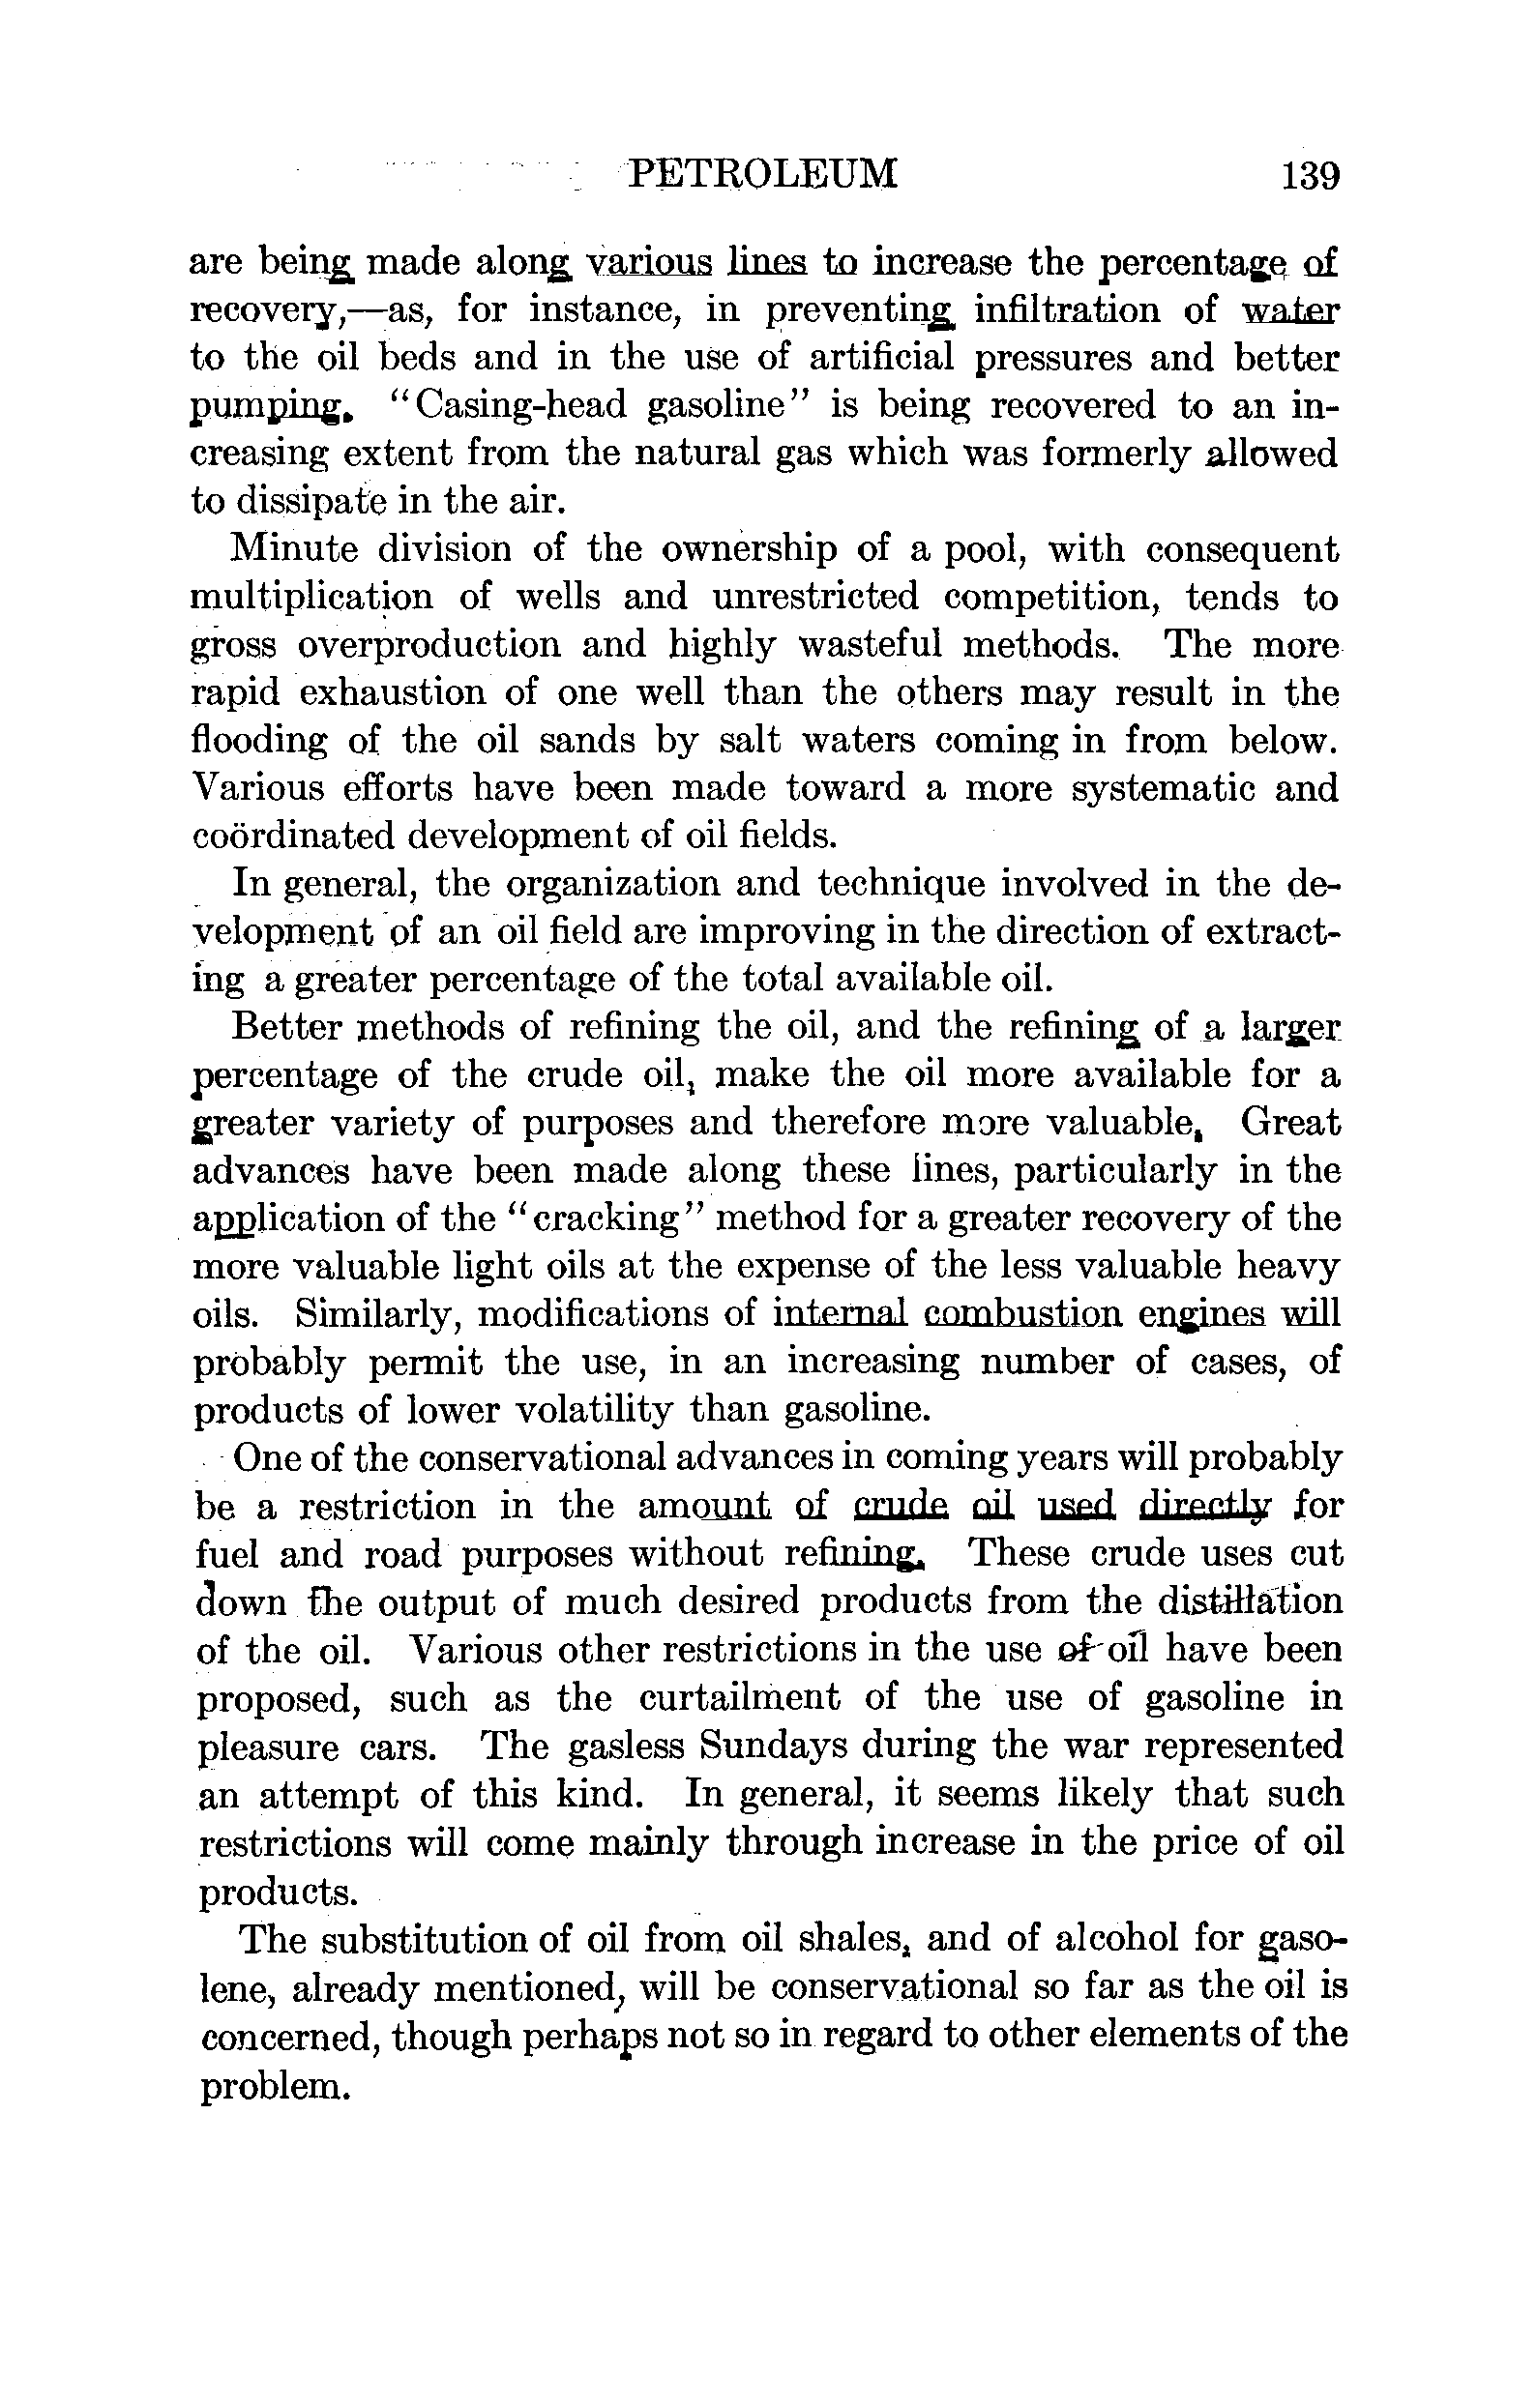 PETROLEUM 139
are being made along various lines to increase the percentage of
recovery,—as, for instance, in preventing infiltration of water
to the oil beds and in the use of artificial pressures and better
pumping. “Casing-head gasoline” is being recovered to an in-
creasing extent from the natural gas which was formerly allowed
to dissipate in the air.
Minute division of the ownership of a pool, with consequent
multiplication of wells and unrestricted competition, tends to
gross overproduction and highly wasteful methods. The more
rapid exhaustion of one well than the others may result in the
flooding of the oil sands by salt waters coming in from below.
Various efforts have been made toward a more systematic and
coördinated development of oil fields.
In general, the organization and technique involved in the de-
velopment of an oil field are improving in the direction of extract-
ing a greater percentage of the total available oil.
Better methods of refining the oil, and the refining of a larger
percentage of the crude oil, make the oil more available for a
greater variety of purposes and therefore more valuable. Great
advances have been made along these lines, particularly in the
application of the “cracking” method for a greater recovery of the
more valuable light oils at the expense of the less valuable heavy
oils. Similarly, modifications of internal combustion engines will
probably permit the use, in an increasing number of cases, of
products of lower volatility than gasoline.
One of the conservational advances in coming years will probably
be a restriction in the amount of crude oil used directly for
fuel and road purposes without refining. These crude uses cut
down the output of much desired products from the distillation
of the oil. Various other restrictions in the use of oil have been
proposed, such as the curtailment of the use of gasoline in
pleasure cars. The gasless Sundays during the war represented
an attempt of this kind. In general, it seems likely that such
restrictions will come mainly through increase in the price of oil
products.
The substitution of oil from oil shales, and of alcohol for gaso-
lene, already mentioned, will be conservational so far as the oil is
concerned, though perhaps not so in regard to other elements of the
problem.